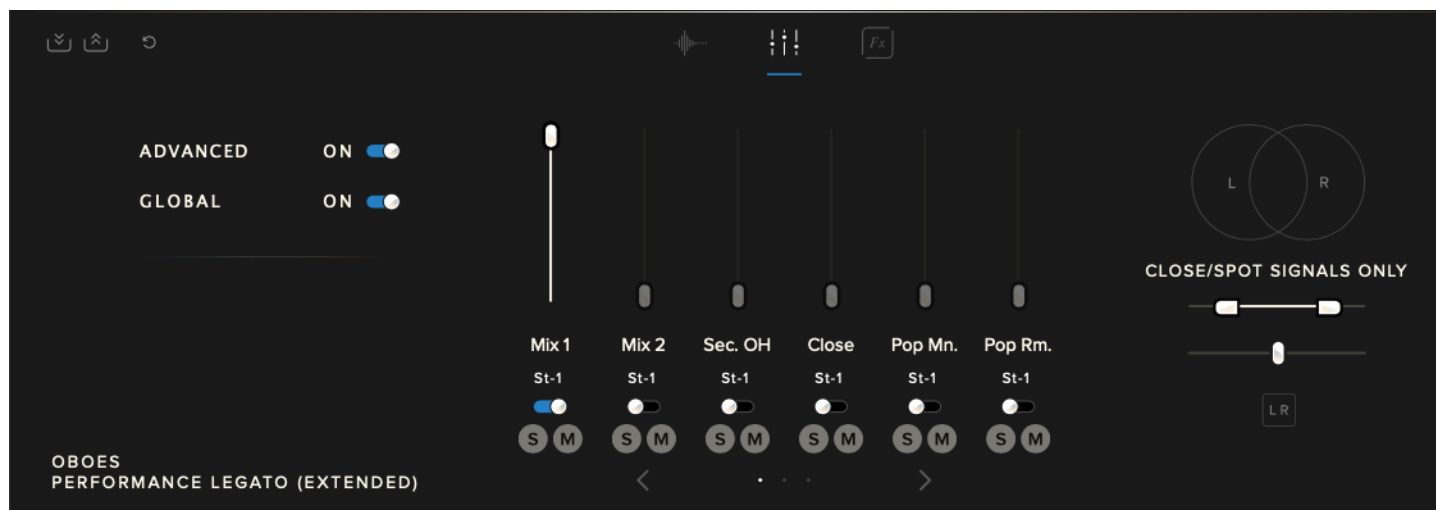 Fx
ADVANCED ON
GLOBAL ON
L R
CLOSE/SPOT SIGNALS ONLY
Mix 1 Mix 2 Sec. OH Close Pop Mn. Pop Rm.
St-1 St-1 St-1 St-1 St-1 St-1
S M S M S M S M S M S M
L R
OBOES
PERFORMANCE LEGATO (EXTENDED)